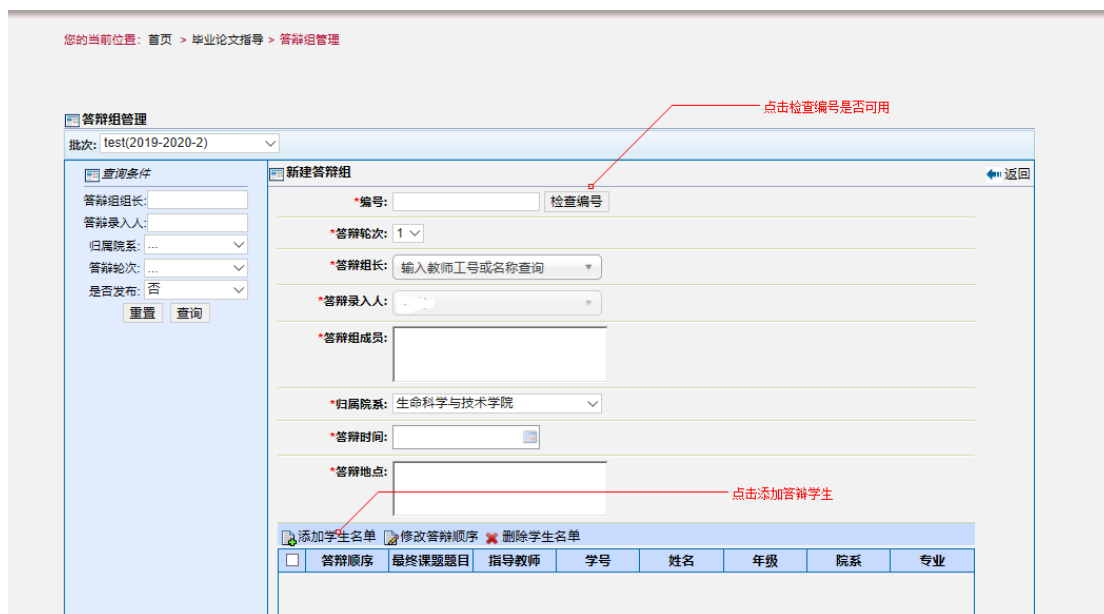 您的当前位置：首页 > 毕业论文指导 > 答辩组管理
点击检查编号是否可用
答辩组管理
批次: test(2019-2020-2)
查询条件
答辩组组长:
答辩录入人:
归属院系: ...
答辩轮次: ...
是否发布: 否
重置 查询
新建答辩组 返回
*编号: 检查编号
*答辩轮次: 1
*答辩组长: 输入教师工号或名称查询
*答辩录入人:
*答辩组成员:
*归属院系: 生命科学与技术学院
*答辩时间:
*答辩地点:
点击添加答辩学生
添加学生名单 修改答辩顺序 删除学生名单
答辩顺序 最终课题题目 指导教师 学号 姓名 年级 院系 专业